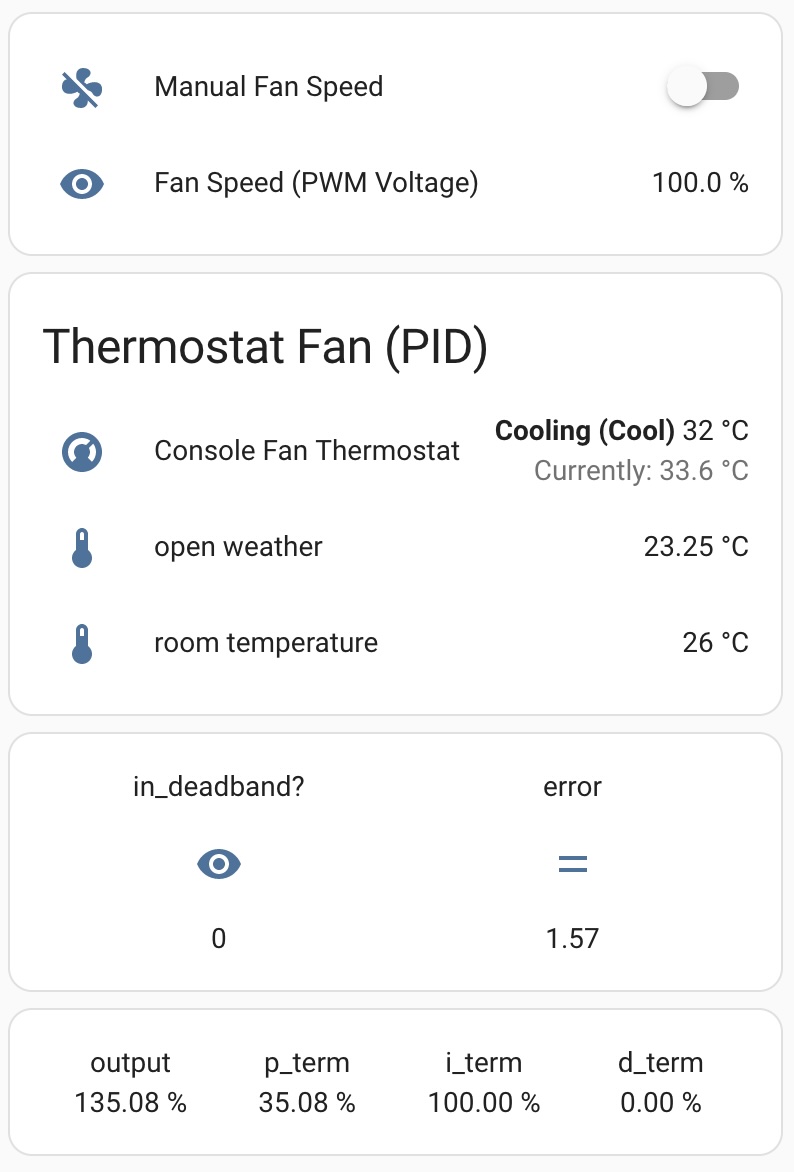 Manual Fan Speed
Fan Speed (PWM Voltage) 100.0 %
Thermostat Fan (PID)
Console Fan Thermostat Cooling (Cool) 32 °C
Currently: 33.6 °C
open weather 23.25 °C
room temperature 26 °C
in_deadband? error
0 1.57
output p_term i_term d_term
135.08 % 35.08 % 100.00 % 0.00 %